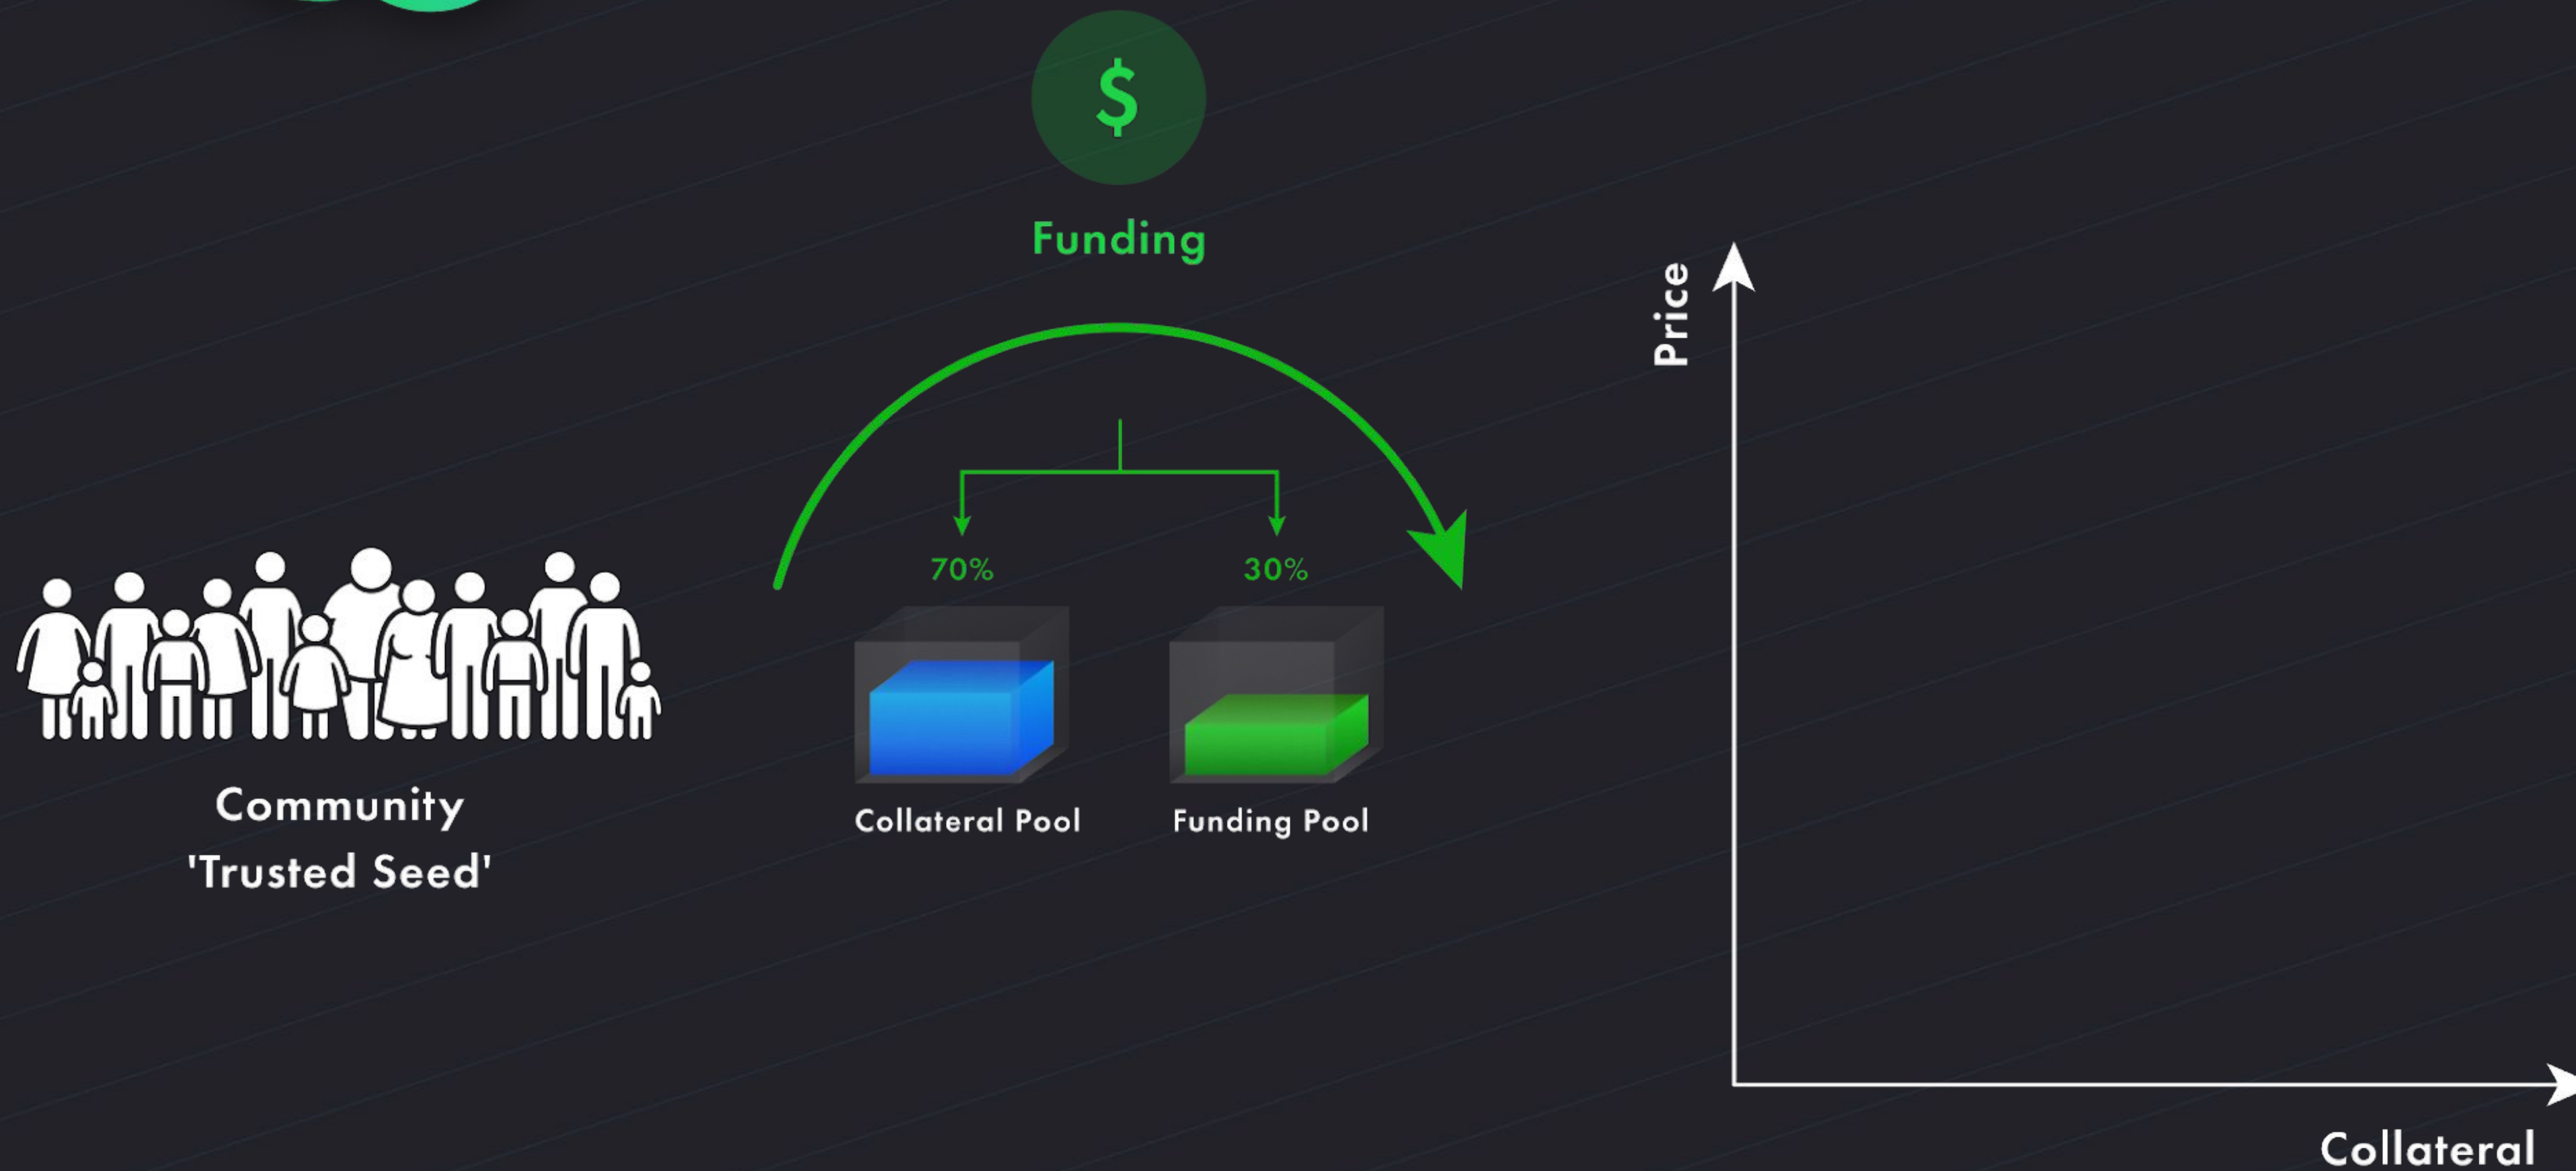 $
Funding
Price
70%
30%
Collateral Pool
Funding Pool
Community
'Trusted Seed'
Collateral